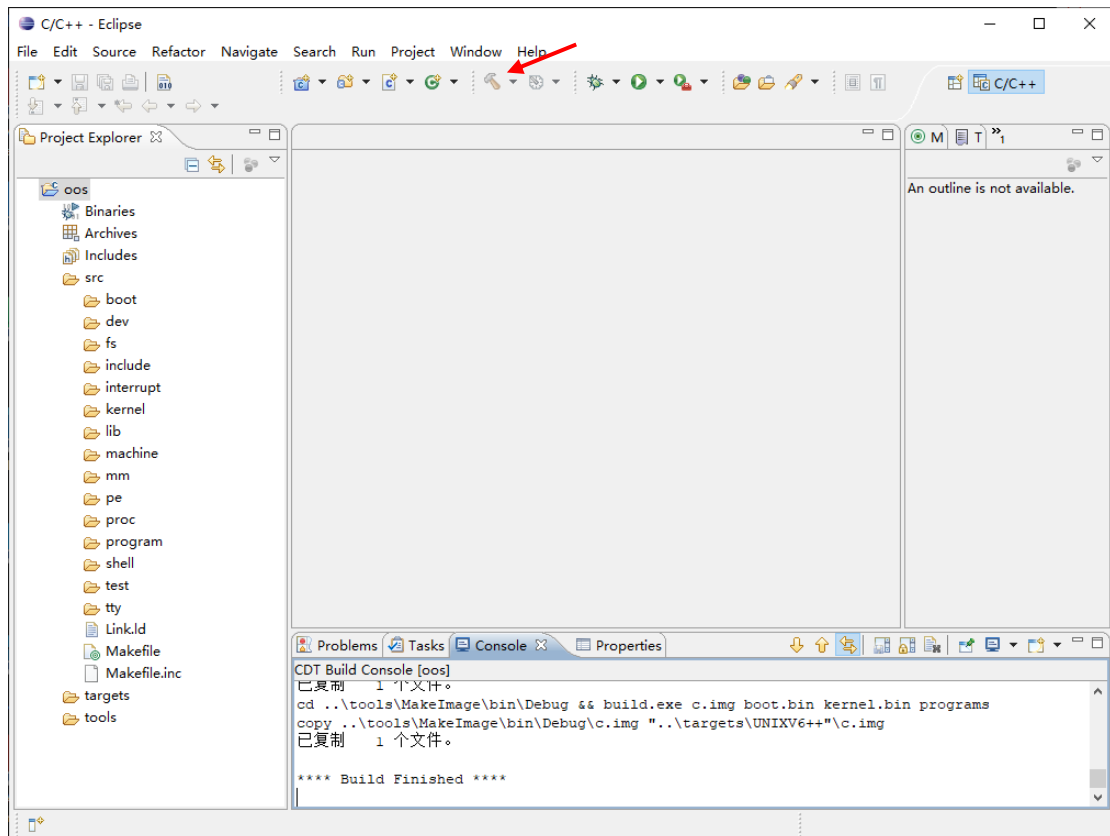 C/C++ - Eclipse
File Edit Source Refactor Navigate Search Run Project Window Help
C/C++
Project Explorer
M T »1
An outline is not available.
oos
Binaries
Archives
Includes
src
boot
dev
fs
include
interrupt
kernel
lib
machine
mm
pe
proc
program
shell
test
tty
Link.ld
Makefile
Makefile.inc
targets
tools
Problems Tasks Console Properties
CDT Build Console [oos]
已复制 1 个文件。
cd ..\tools\MakeImage\bin\Debug && build.exe c.img boot.bin kernel.bin programs
copy ..\tools\MakeImage\bin\Debug\c.img "..\targets\UNIXV6++"\c.img
已复制 1 个文件。
**** Build Finished ****